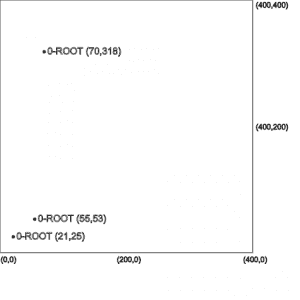 (400,400)
0-ROOT (70,318)
(400,200)
0-ROOT (55,53)
0-ROOT (21,25)
(0,0) (200,0) (400,0)